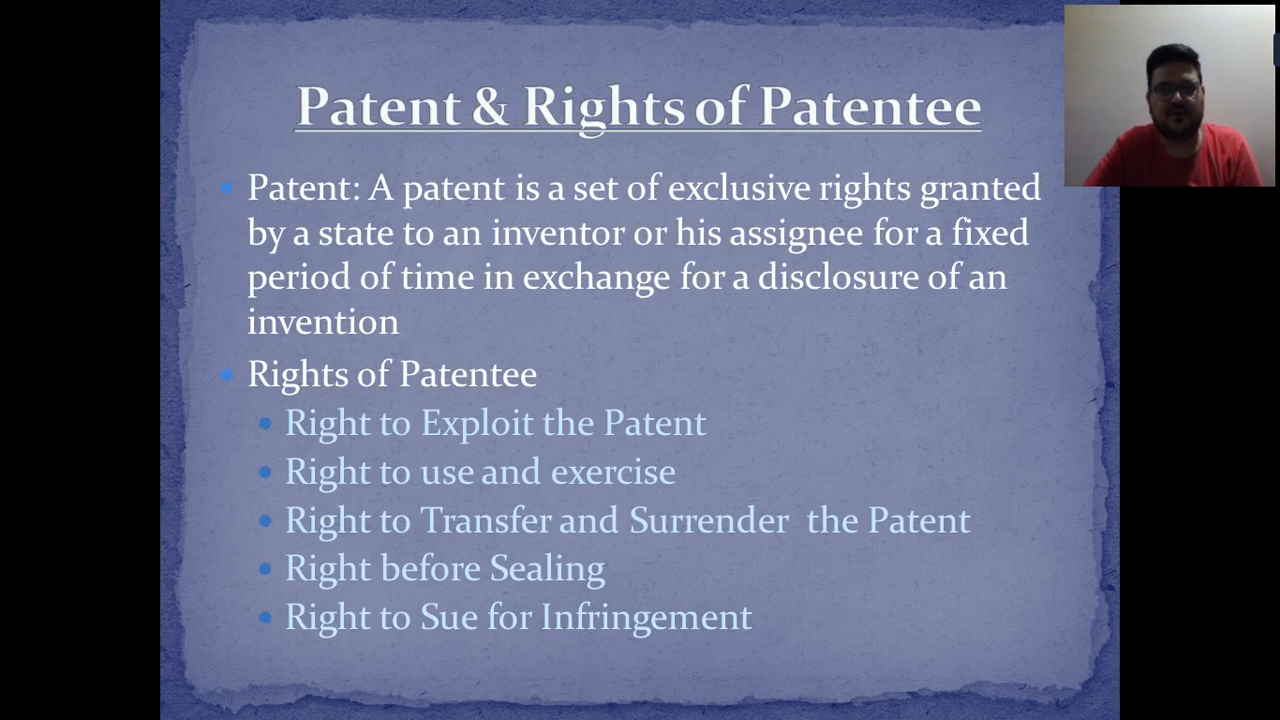 Patent & Rights of Patentee
Patent: A patent is a set of exclusive rights granted
by a state to an inventor or his assignee for a fixed
period of time in exchange for a disclosure of an
invention
Rights of Patentee
Right to Exploit the Patent
Right to use and exercise
Right to Transfer and Surrender the Patent
Right before Sealing
Right to Sue for Infringement